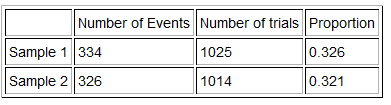 Number of Events Number of trials Proportion
Sample 1 334 1025 0.326
Sample 2 326 1014 0.321